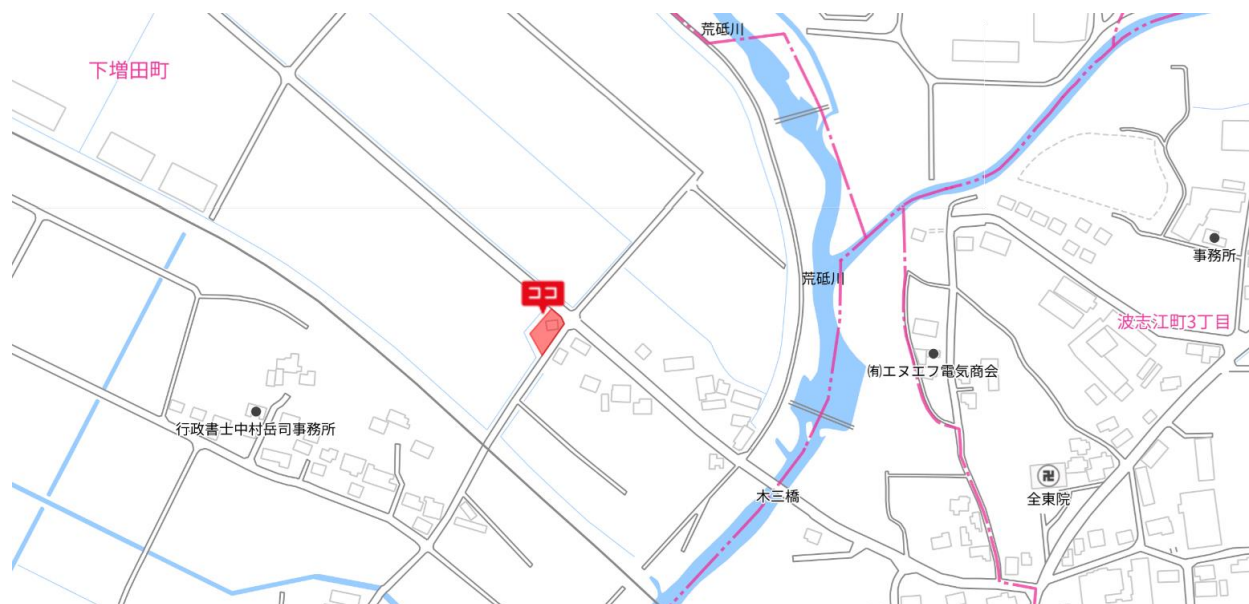 荒砥川
下増田町
事務所
ココ
荒砥川
波志江町3丁目
㈲エヌエフ電気商会
行政書士中村岳司事務所
木三橋
卍
全東院